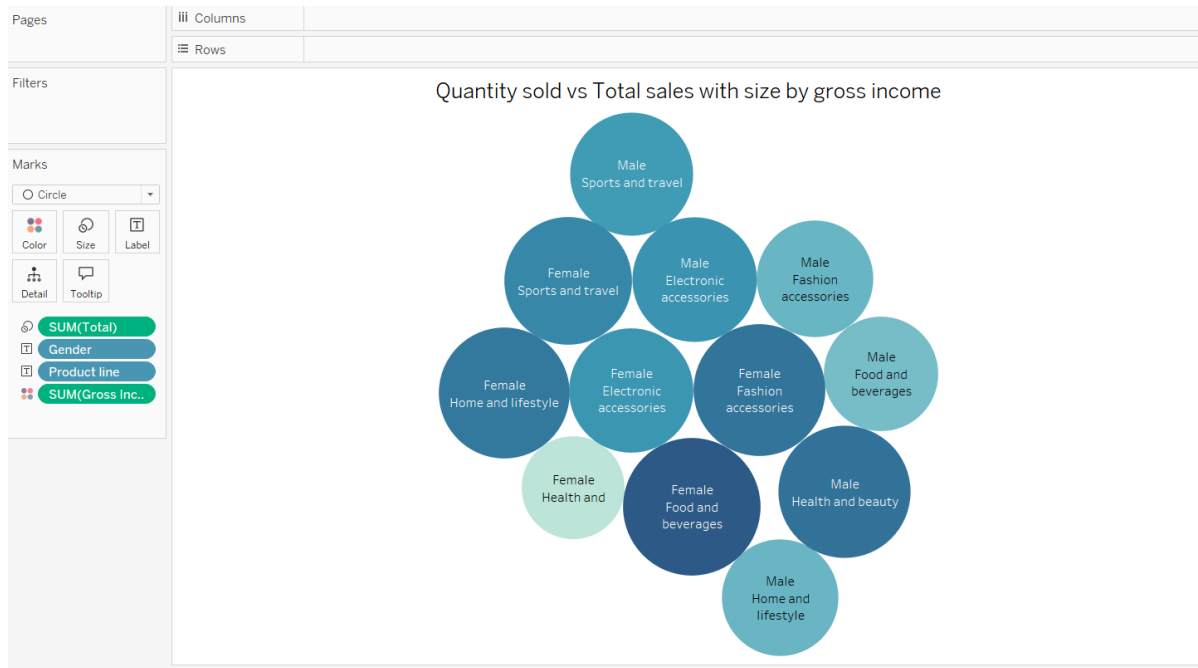 Pages
iii Columns
Rows
Filters
Quantity sold vs Total sales with size by gross income
Marks
Circle
Color
Size
T
Label
Detail
Tooltip
SUM(Total)
T
Gender
T
Product line
SUM(Gross Inc..
Male
Sports and travel
Female
Sports and travel
Male
Electronic
accessories
Male
Fashion
accessories
Female
Home and lifestyle
Female
Electronic
accessories
Female
Fashion
accessories
Male
Food and
beverages
Female
Health and
Female
Food and
beverages
Male
Health and beauty
Male
Home and
lifestyle